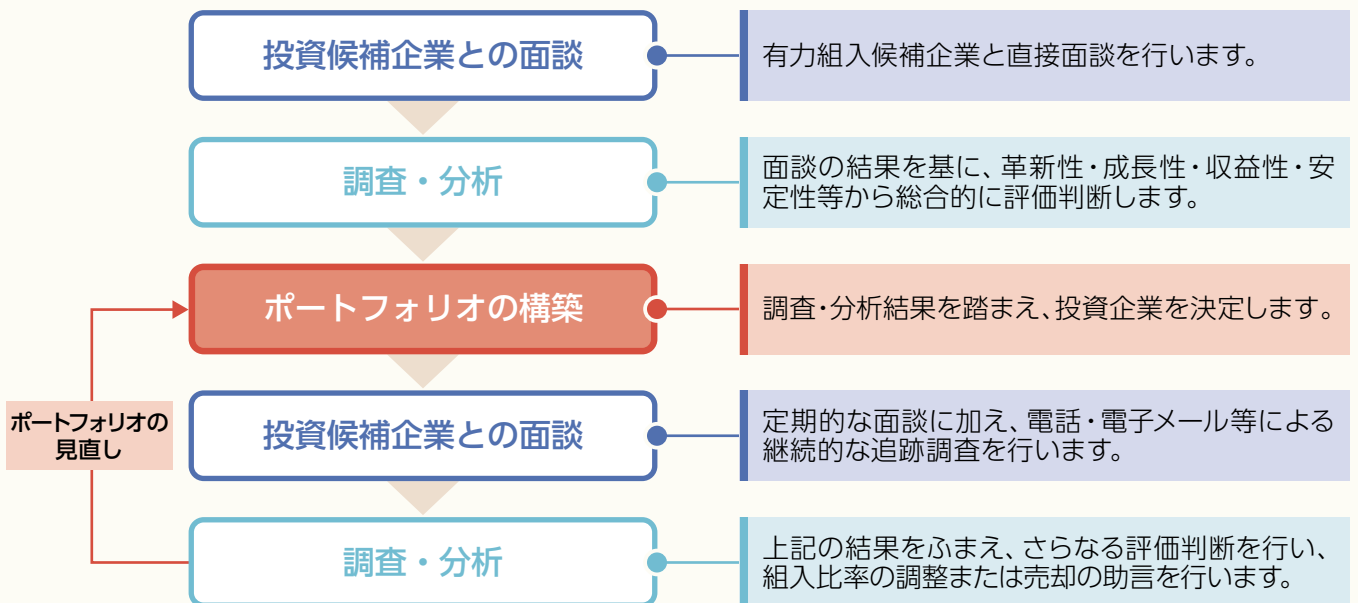 投資候補企業との面談
有力組入候補企業と直接面談を行います。
調査・分析
面談の結果を基に、革新性・成長性・収益性・安
定性等から総合的に評価判断します。
ポートフォリオの構築
調査・分析結果を踏まえ、投資企業を決定します。
ポートフォリオの
見直し
投資候補企業との面談
定期的な面談に加え、電話・電子メール等による
継続的な追跡調査を行います。
調査・分析
上記の結果をふまえ、さらなる評価判断を行い、
組入比率の調整または売却の助言を行います。